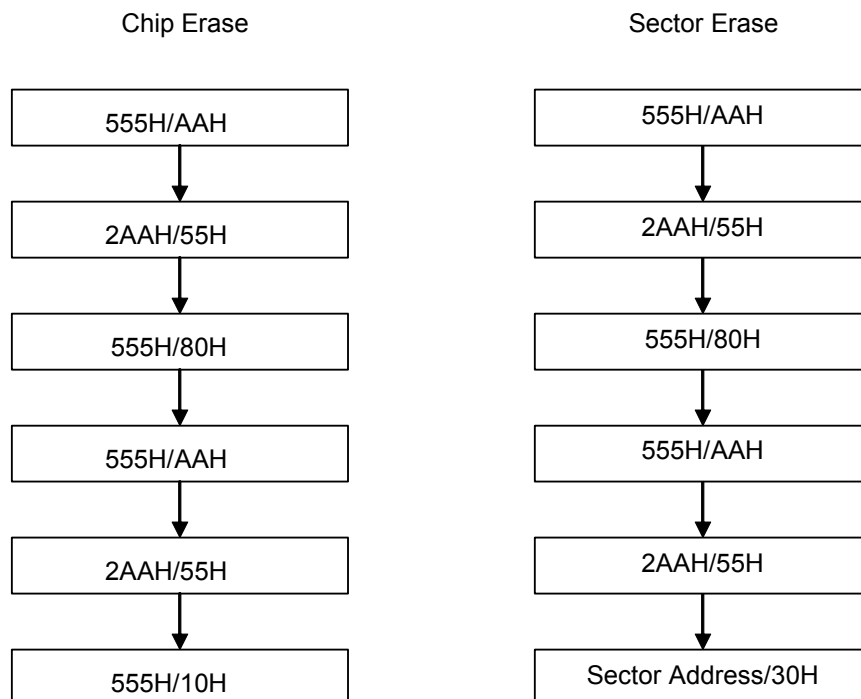 Chip Erase
555H/AAH
2AAH/55H
555H/80H
555H/AAH
2AAH/55H
555H/10H
Sector Erase
555H/AAH
2AAH/55H
555H/80H
555H/AAH
2AAH/55H
Sector Address/30H